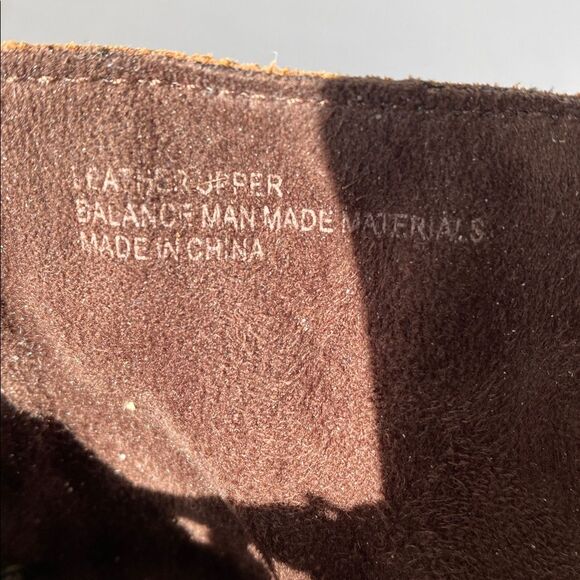 LEATHER UPPER
BALANCE MAN MADE MATERIALS
MADE IN CHINA